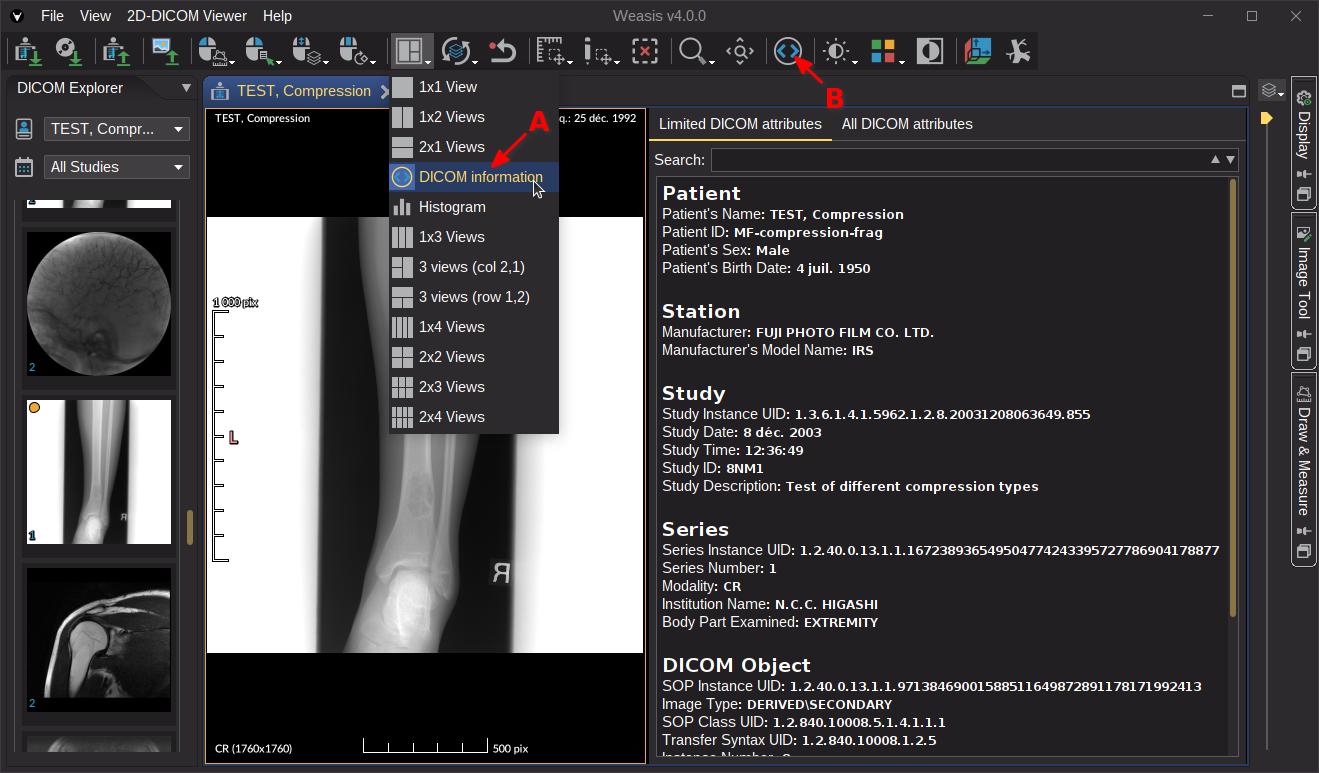 File View 2D-DICOM Viewer Help Weasis v4.0.0
B
DICOM Explorer
TEST, Compression
TEST, Compr...
All Studies
2
2
1
R
2
1x1 View
1x2 Views
2x1 Views
DICOM information
Histogram
1x3 Views
3 views (col 2,1)
3 views (row 1,2)
1x4 Views
2x2 Views
2x3 Views
2x4 Views
A
TEST, Compression
q.: 25 déc. 1992
1 000 pix
L
R
CR (1760x1760)
500 pix
Limited DICOM attributes All DICOM attributes
Search:
Patient
Patient's Name: TEST, Compression
Patient ID: MF-compression-frag
Patient's Sex: Male
Patient's Birth Date: 4 juil. 1950
Station
Manufacturer: FUJI PHOTO FILM CO. LTD.
Manufacturer's Model Name: IRS
Study
Study Instance UID: 1.3.6.1.4.1.5962.1.2.8.20031208063649.855
Study Date: 8 déc. 2003
Study Time: 12:36:49
Study ID: 8NM1
Study Description: Test of different compression types
Series
Series Instance UID: 1.2.40.0.13.1.1.167238936549504774243395727786904178877
Series Number: 1
Modality: CR
Institution Name: N.C.C. HIGASHI
Body Part Examined: EXTREMITY
DICOM Object
SOP Instance UID: 1.2.40.0.13.1.1.97138469001588511649872891178171992413
Image Type: DERIVED\SECONDARY
SOP Class UID: 1.2.840.10008.5.1.4.1.1.1
Transfer Syntax UID: 1.2.840.10008.1.2.5
Display
Image Tool
Draw & Measure